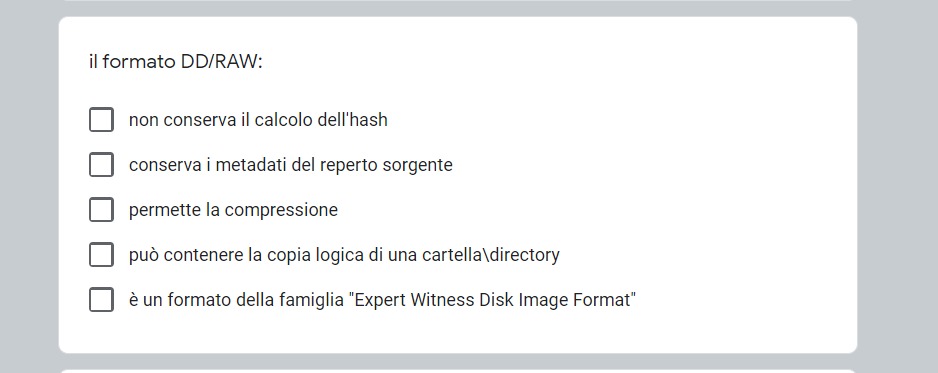 il formato DD/RAW:
non conserva il calcolo dell'hash
conserva i metadati del reperto sorgente
permette la compressione
può contenere la copia logica di una cartella\directory
è un formato della famiglia "Expert Witness Disk Image Format"